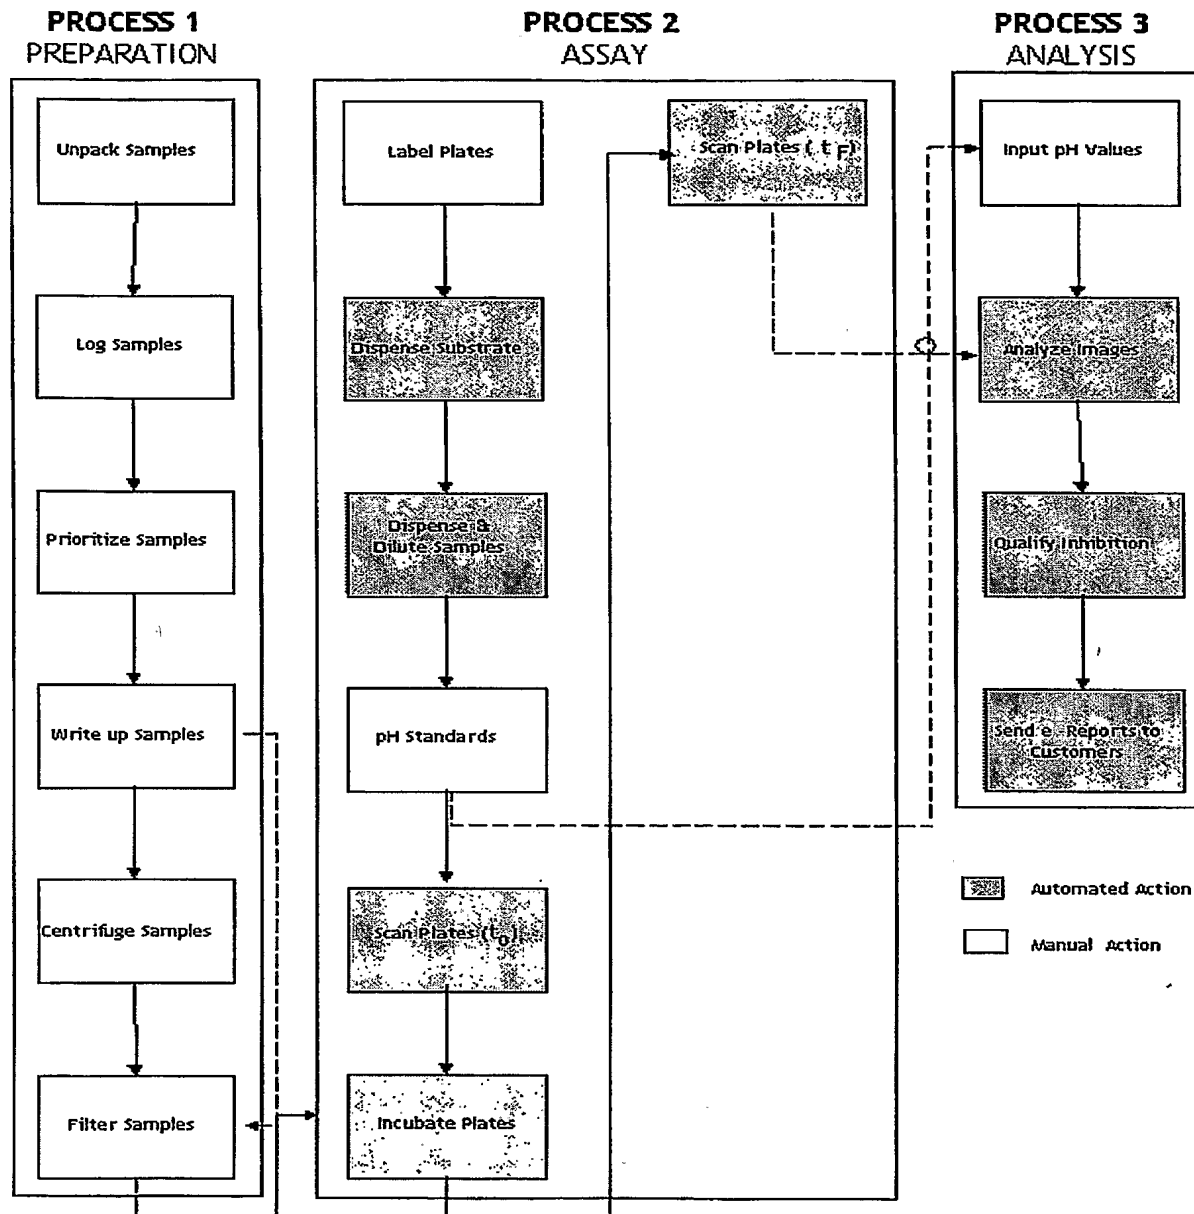 PROCESS 1
PREPARATION
Unpack Samples
Log Samples
Prioritize Samples
Write up Samples
Centrifuge Samples
Filter Samples
PROCESS 2
ASSAY
Label Plates
Dispense Substrate
Dispense &
Dilute Samples
pH Standards
Scan Plates (t0)
Incubate Plates
Scan Plates (tF)
PROCESS 3
ANALYSIS
Input pH Values
Analyze Images
Qualify Inhibition
Send e-Reports to
Customers
Automated Action
Manual Action